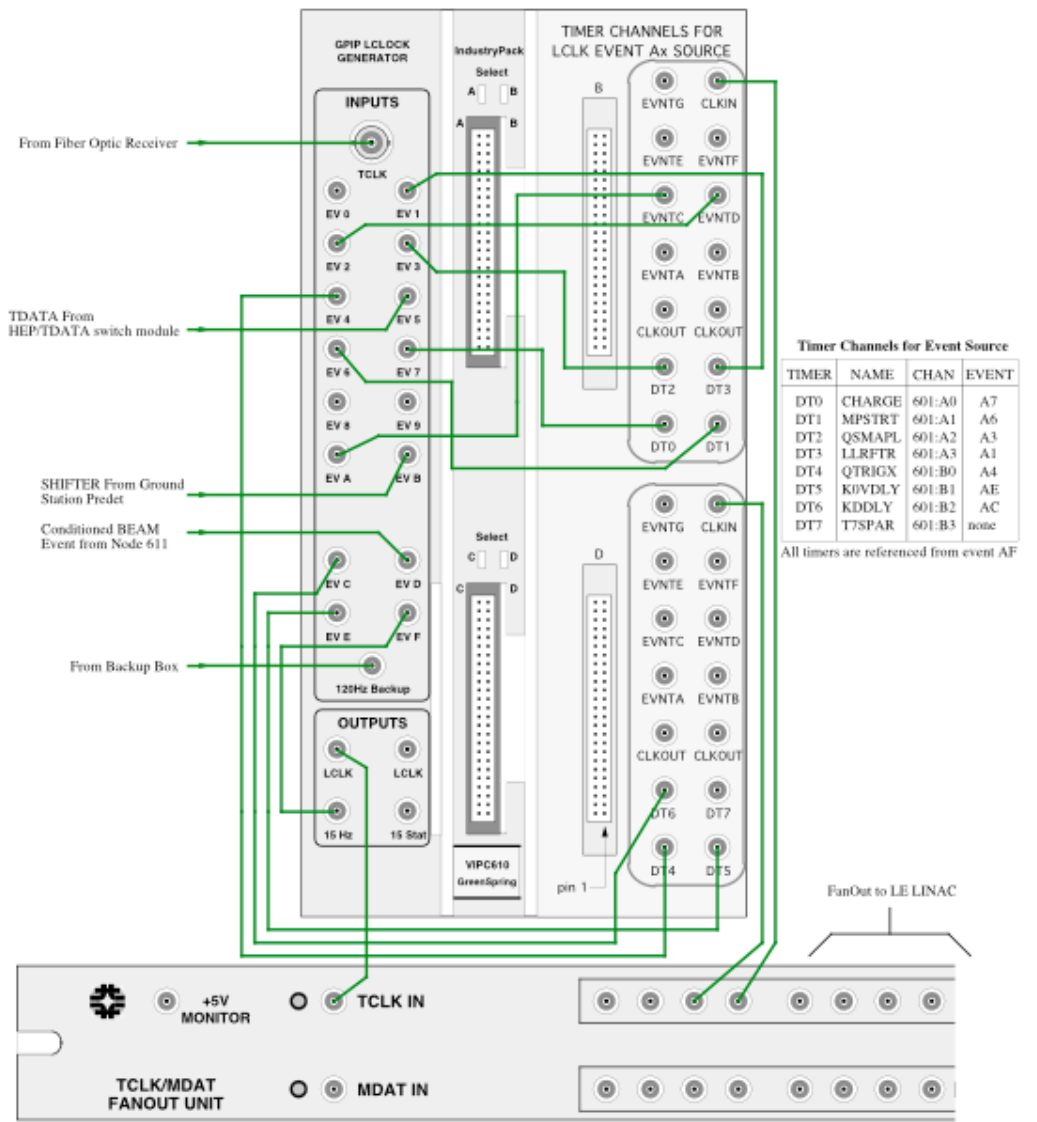 GPIP LCLOCK
GENERATOR
INPUTS
From Fiber Optic Receiver
TCLK
EV 0 EV 1
EV 2 EV 3
EV 4 EV 5
TDATA From
HEP/TDATA switch module
EV 6 EV 7
EV 8 EV 9
EV A EV B
SHIFTER From Ground
Station Predet
Conditioned BEAM
Event from Node 611
EV C EV D
EV E EV F
From Backup Box
120Hz Backup
OUTPUTS
LCLK LCLK
15 Hz 15 Stat
IndustryPack
Select
A B
A B
Select
C D
C D
VIPC610
GreenSpring
TIMER CHANNELS FOR
LCLK EVENT Ax SOURCE
B
EVNTG CLKIN
EVNTE EVNTF
EVNTC EVNTD
EVNTA EVNTB
CLKOUT CLKOUT
DT2 DT3
DT0 DT1
D
EVNTG CLKIN
EVNTE EVNTF
EVNTC EVNTD
EVNTA EVNTB
CLKOUT CLKOUT
DT6 DT7
DT4 DT5
pin 1
Timer Channels for Event Source
TIMER NAME CHAN EVENT
DT0 CHARGE 601:A0 A7
DT1 MPSTRT 601:A1 A6
DT2 QSMAPL 601:A2 A3
DT3 LLRFTR 601:A3 A1
DT4 QTRIGX 601:B0 A4
DT5 K0VDLY 601:B1 AE
DT6 KDDLY 601:B2 AC
DT7 T7SPAR 601:B3 none
All timers are referenced from event AF
FanOut to LE LINAC
+5V
MONITOR
TCLK IN
TCLK/MDAT
FANOUT UNIT
MDAT IN